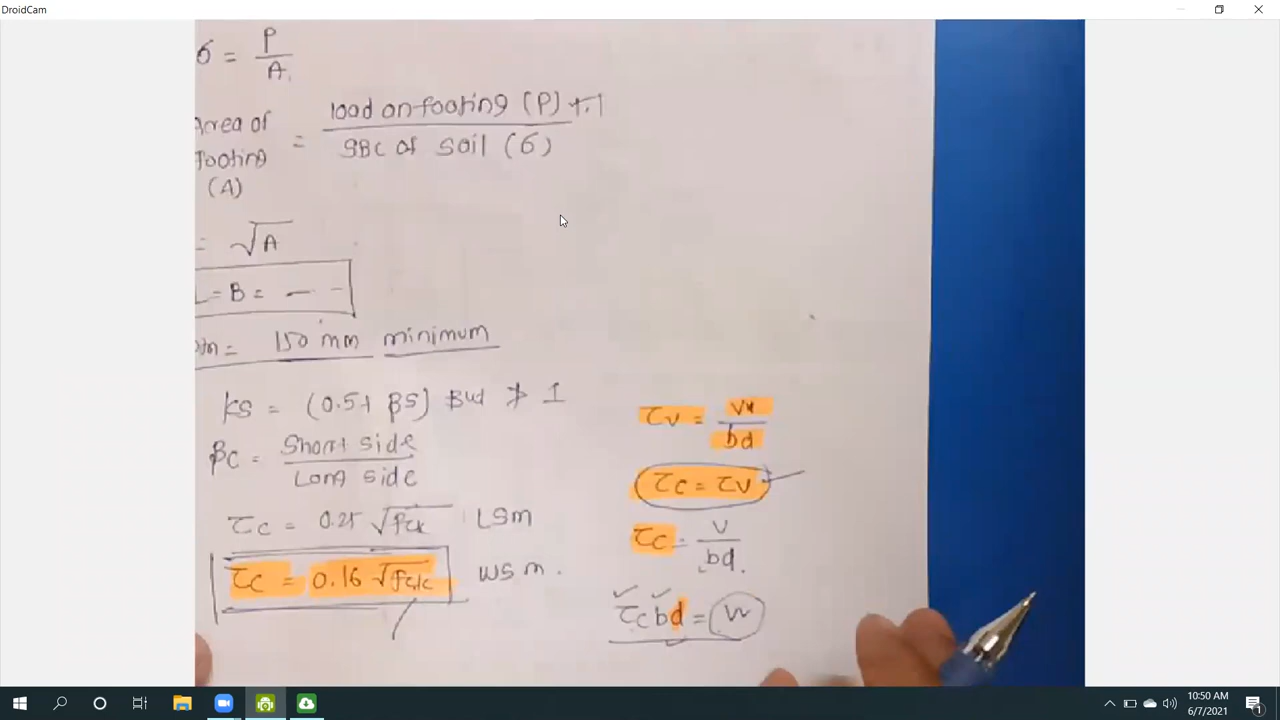 DroidCam
σ = P/A
Area of footing (A) = load on footing (P) + 1.1 / SBC of soil (σ)
= √A
L = B = —
= 150 mm minimum
ks = (0.5 + βs) But ≯ 1
βc = Short side / Long side
τc = 0.25 √fck LSM
τc = 0.16 √fck WSM.
τv = Vu / bd
τc = τv
τc = V / bd.
τc bd = Vu
10:50 AM
6/7/2021
1